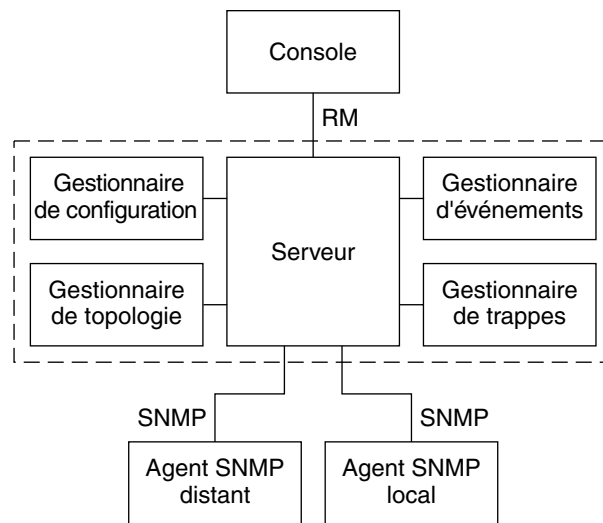 Console
RM
Gestionnaire
de configuration
Gestionnaire
d'événements
Serveur
Gestionnaire
de topologie
Gestionnaire
de trappes
SNMP
SNMP
Agent SNMP
distant
Agent SNMP
local